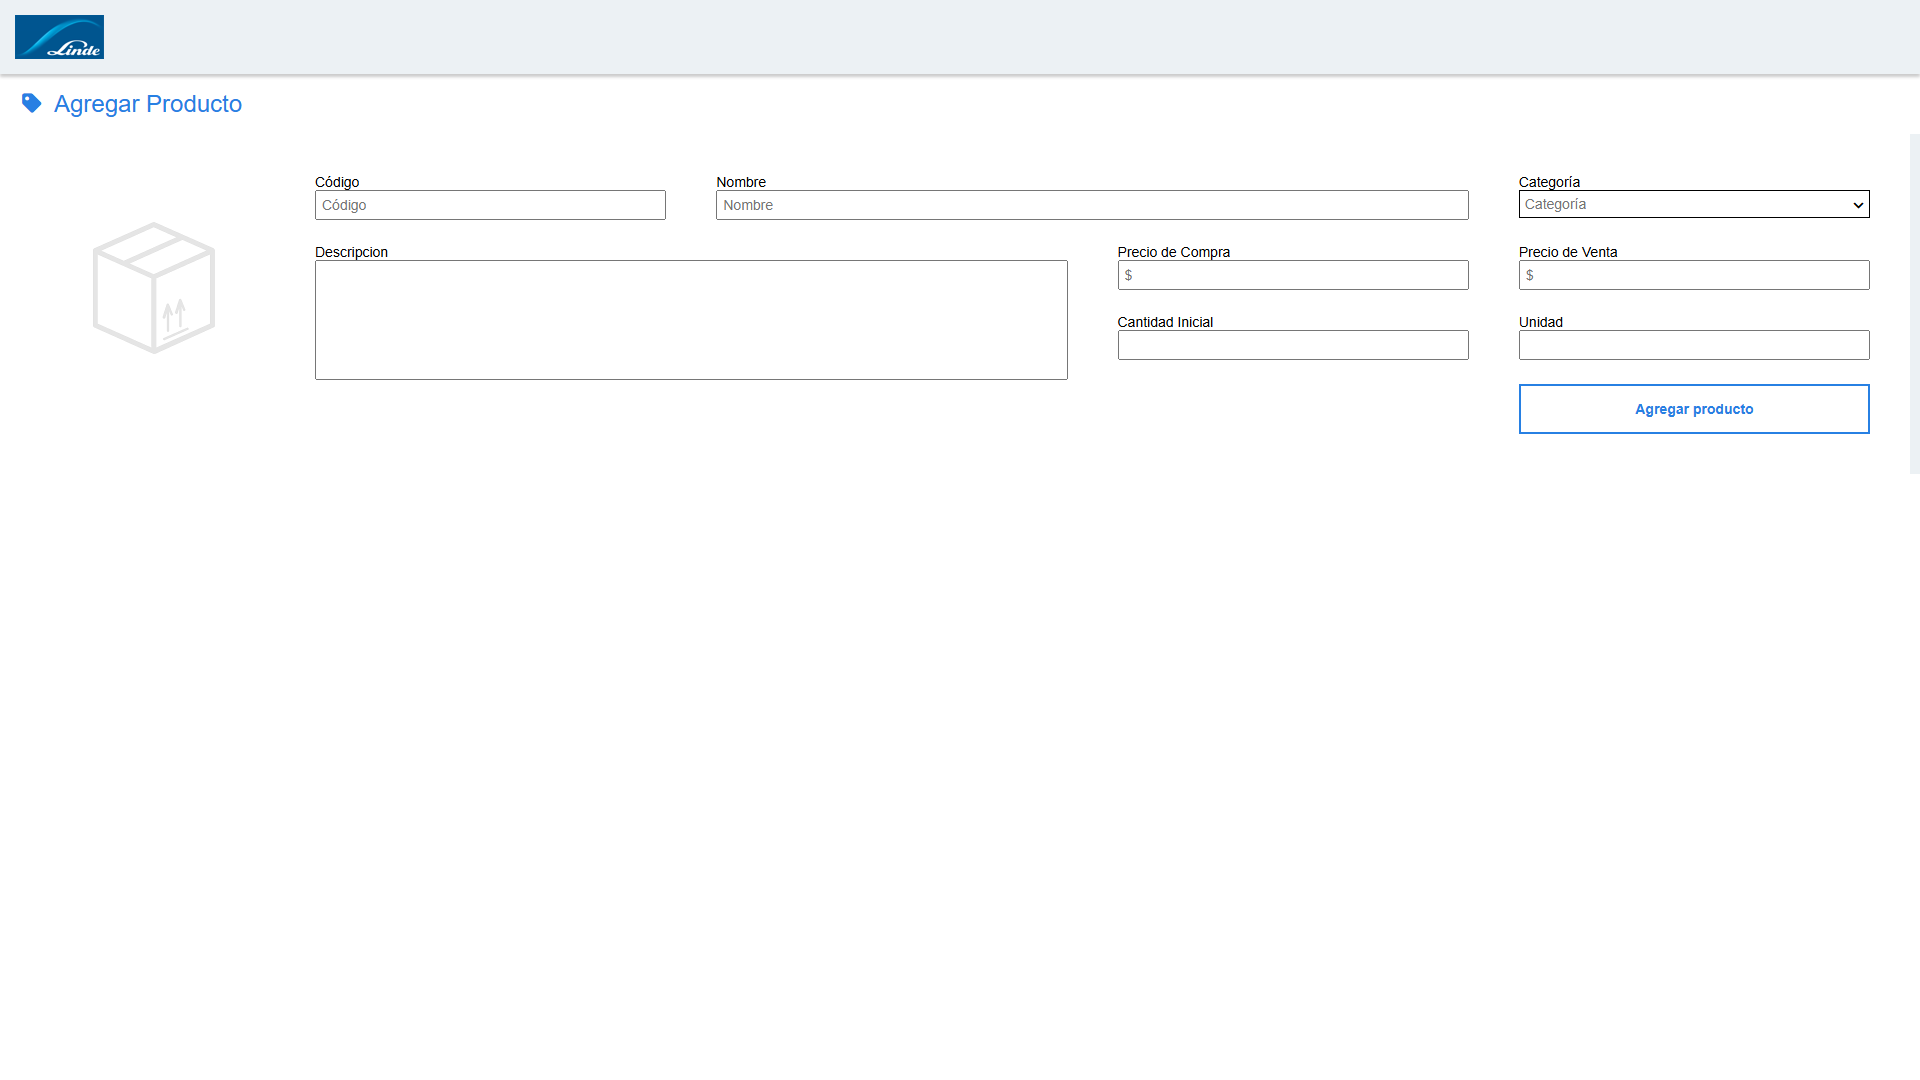 Linde
Agregar Producto
Código
Nombre
Categoría
Código
Nombre
Categoría
Descripcion
Precio de Compra
Precio de Venta
$
$
Cantidad Inicial
Unidad
Agregar producto